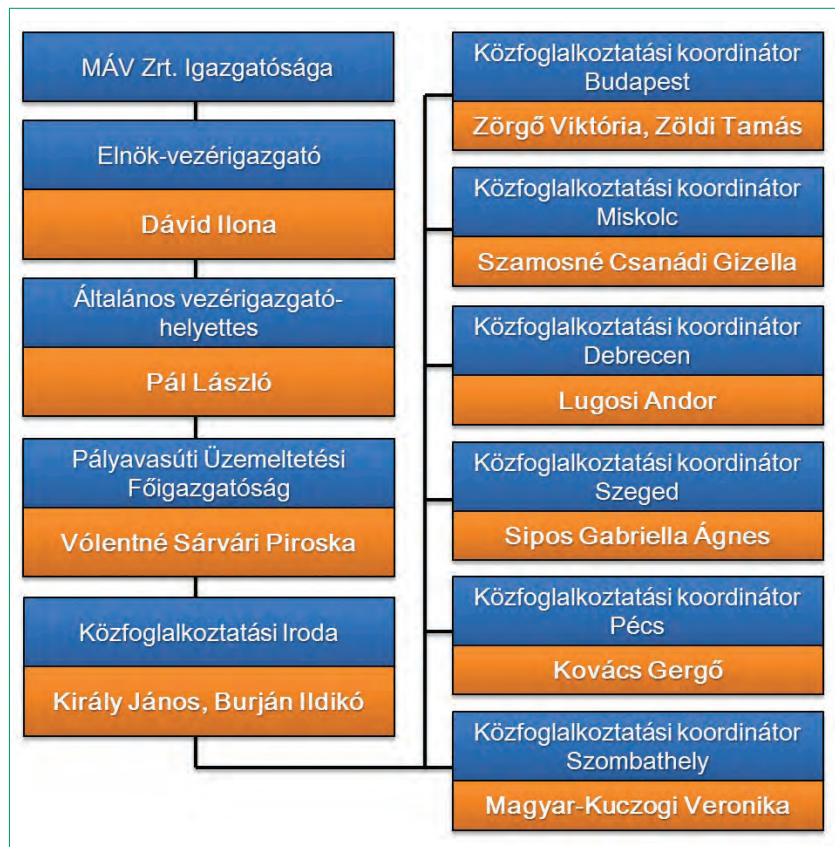 MÁV Zrt. Igazgatósága
Elnök-vezérigazgató
Dávid Ilona
Általános vezérigazgató-
helyettes
Pál László
Pályavasúti Üzemeltetési
Főigazgatóság
Vólentné Sárvári Piroska
Közfoglalkoztatási Iroda
Király János, Burján Ildikó
Közfoglalkoztatási koordinátor
Budapest
Zörgő Viktória, Zöldi Tamás
Közfoglalkoztatási koordinátor
Miskolc
Szamosné Csanádi Gizella
Közfoglalkoztatási koordinátor
Debrecen
Lugosi Andor
Közfoglalkoztatási koordinátor
Szeged
Sipos Gabriella Ágnes
Közfoglalkoztatási koordinátor
Pécs
Kovács Gergő
Közfoglalkoztatási koordinátor
Szombathely
Magyar-Kuczogi Veronika